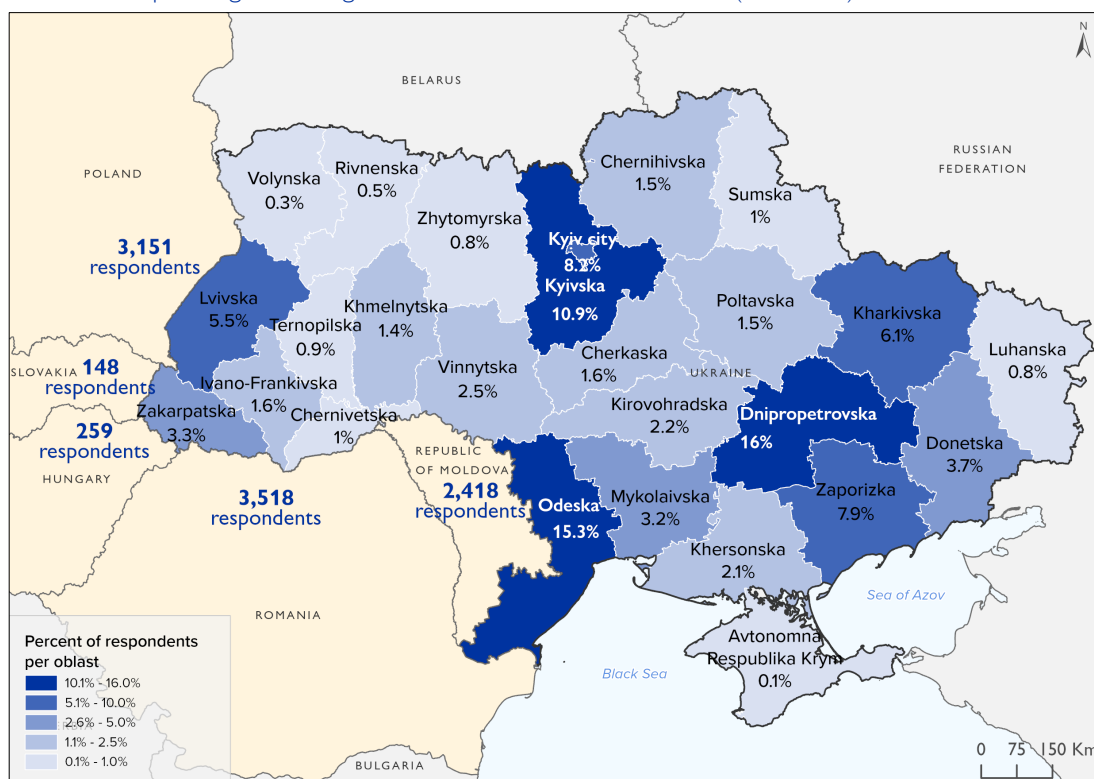 N
BELARUS
RUSSIAN
FEDERATION
POLAND
Chernihivska
1.5%
Rivnenska
0.5%
Volynska
0.3%
Sumska
1%
Zhytomyrska
0.8%
3,151
respondents
Kyiv city
Kyivska
10.9%
Lvivska
5.5%
Khmelnytska
1.4%
Ternopilska
0.9%
Poltavska
1.5%
Kharkivska
6.1%
Luhanska
0.8%
Vinnytska
2.5%
Cherkaska
1.6%
UKRAINE
SLOVAKIA
148
respondents
Ivano-Frankivska
1.6%
Zakarpatska
3.3%
Chernivetska
1%
Kirovohradska
2.2%
Dnipropetrovska
16%
Donetska
3.7%
259
respondents
HUNGARY
REPUBLIC
OF MOLDOVA
2,418
respondents
3,518
respondents
Odeska
15.3%
Mykolaivska
3.2%
Zaporizka
7.9%
Khersonska
2.1%
Sea of Azov
ROMANIA
Avtonomna
Respublika Krym
0.1%
Black Sea
Percent of respondents
per oblast
10.1% - 16.0%
5.1% - 10.0%
2.6% - 5.0%
1.1% - 2.5%
0.1% - 1.0%
BULGARIA
0 75 150 Km